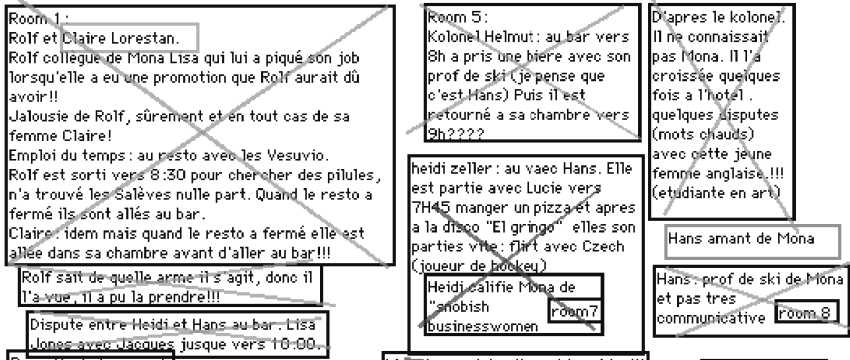 Room 1 :
Rolf et Claire Lorestan.
Rolf collègue de Mona Lisa qui lui a piqué son job
lorsqu'elle a eu une promotion que Rolf aurait dû
avoir!!
Jalousie de Rolf, sûrement et en tout cas de sa
femme Claire!
Emploi du temps : au resto avec les Vesuvio.
Rolf est sorti vers 8:30 pour chercher des pilules,
n'a trouvé les Salèves nulle part. Quand le resto a
fermé ils sont allés au bar.
Claire: idem mais quand le resto a fermé elle est
allée dans sa chambre avant d'aller au bar!!!
Rolf sait de quelle arme il s'agit, donc il
l'a vue, il a pu la prendre!!!
Dispute entre Heidi et Hans au bar. Lisa
Jones avec Jacques jusque vers 10:00.
Room 5 :
Kolonel Helmut: au bar vers
8h a pris une biere avec son
prof de ski (je pense que
c'est Hans) Puis il est
retourné a sa chambre vers
9h????
heidi zeller : au vaec Hans. Elle
est partie avec Lucie vers
7H45 manger un pizza et apres
a la disco "El gringo" elles son
parties vite: flirt avec Czech
(joueur de hockey)
Heidi califie Mona de
"snobish
businesswomen
room7
D'apres le kolonel.
Il ne connaissait
pas Mona. Il l'a
croissée quelques
fois a l'hotel .
quelques disputes
(mots chauds)
avec cette jeune
femme anglaise.!!!
(etudiante en art)
Hans amant de Mona
Hans: prof de ski de Mona
et pas tres
communicative
room 8